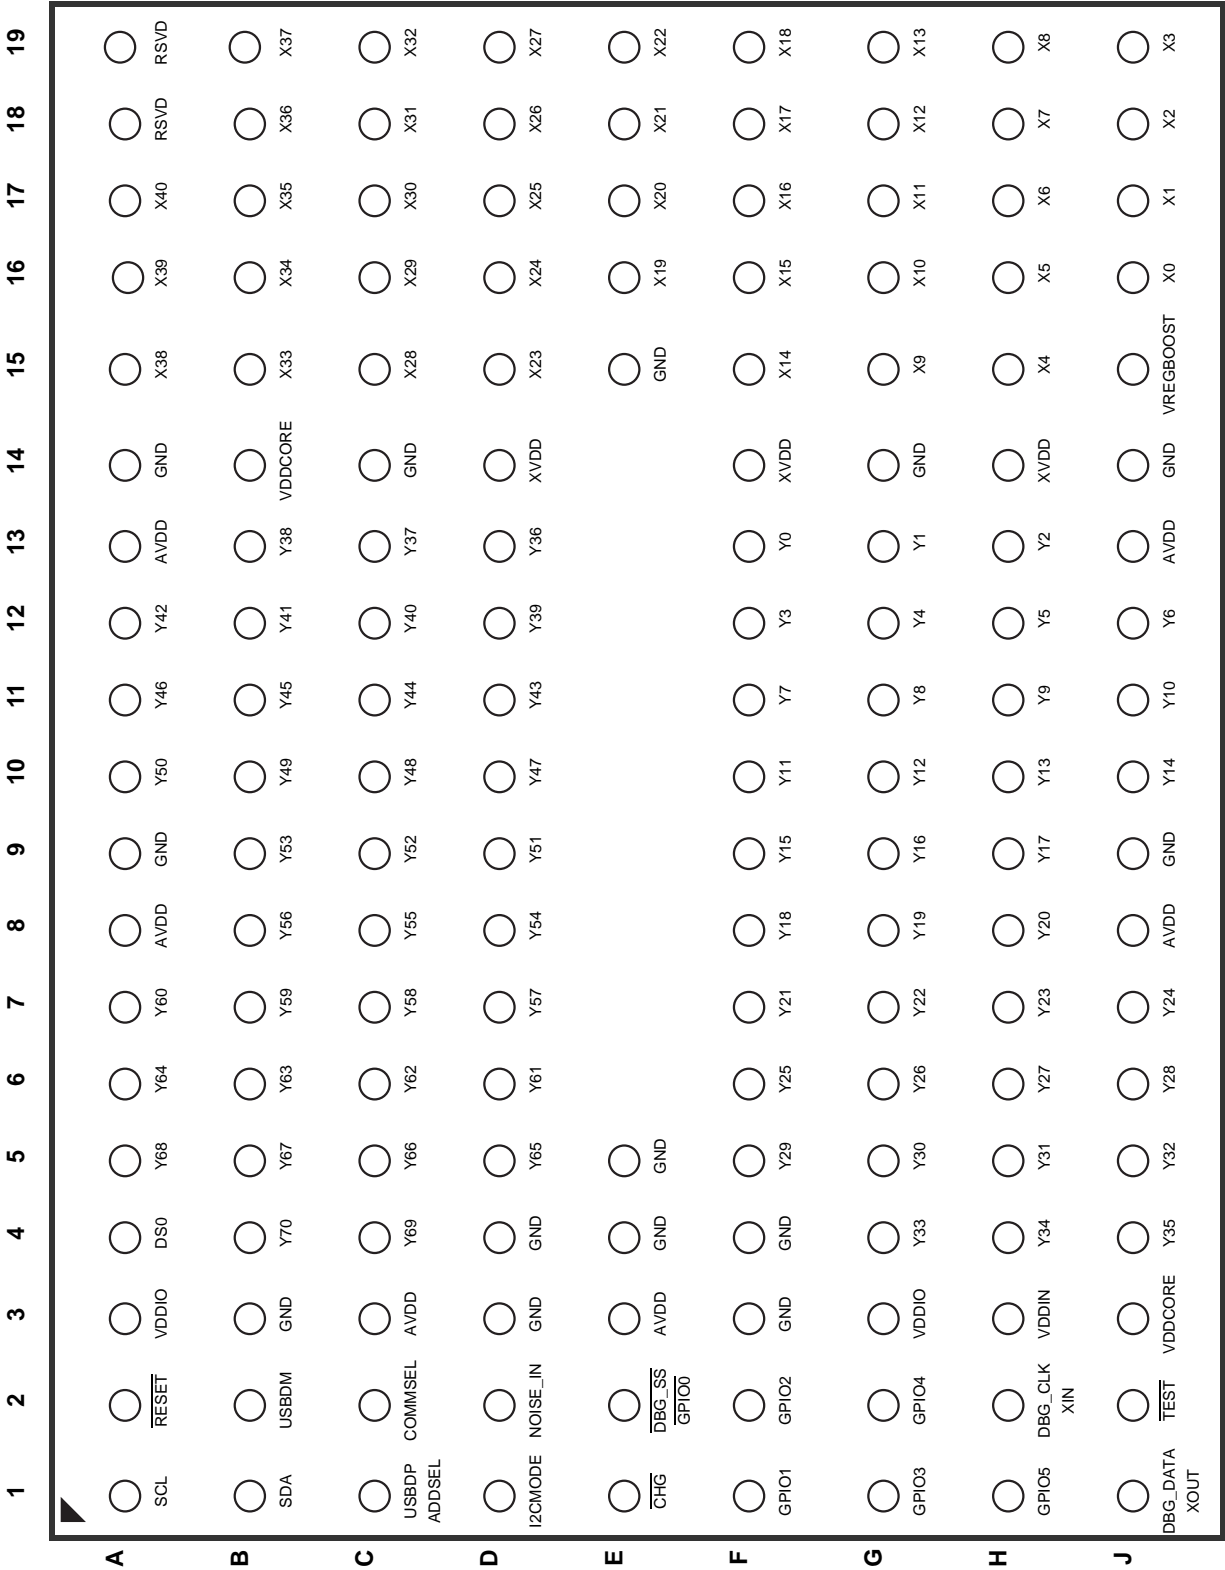 1 2 3 4 5 6 7 8 9 10 11 12 13 14 15 16 17 18 19
A
SCL RESET VDDIO DS0 Y68 Y64 Y60 AVDD GND Y50 Y46 Y42 AVDD GND X38 X39 X40 RSVD RSVD
B
SDA USBDM GND Y70 Y67 Y63 Y59 Y56 Y53 Y49 Y45 Y41 Y38 VDDCORE X33 X34 X35 X36 X37
C
USBDP COMMSEL AVDD Y69 Y66 Y62 Y58 Y55 Y52 Y48 Y44 Y40 Y37 GND X28 X29 X30 X31 X32
ADDSEL
D
I2CMODE NOISE_IN GND GND Y65 Y61 Y57 Y54 Y51 Y47 Y43 Y39 Y36 XVDD X23 X24 X25 X26 X27
E
CHG DBG_SS AVDD GND GND GND X19 X20 X21 X22
GPIO0
F
GPIO1 GPIO2 GND GND Y29 Y25 Y21 Y18 Y15 Y11 Y7 Y3 Y0 XVDD X14 X15 X16 X17 X18
G
GPIO3 GPIO4 VDDIO Y33 Y30 Y26 Y22 Y19 Y16 Y12 Y8 Y4 Y1 GND X9 X10 X11 X12 X13
H
GPIO5 DBG_CLK VDDIN Y34 Y31 Y27 Y23 Y20 Y17 Y13 Y9 Y5 Y2 XVDD X4 X5 X6 X7 X8
XIN
J
DBG_DATA TEST VDDCORE Y35 Y32 Y28 Y24 AVDD GND Y14 Y10 Y6 AVDD GND VREGBOOST X0 X1 X2 X3
XOUT